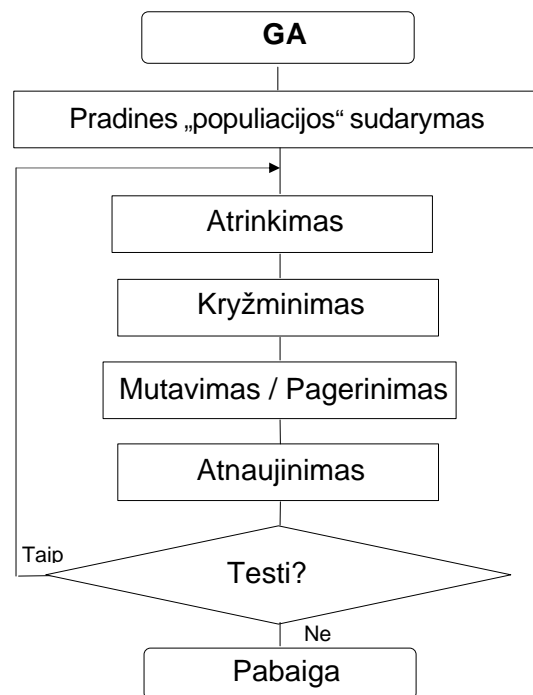 GA
Pradines „populiacijos“ sudarymas
Atrinkimas
Kryžminimas
Mutavimas / Pagerinimas
Atnaujinimas
Taip
Testi?
Ne
Pabaiga